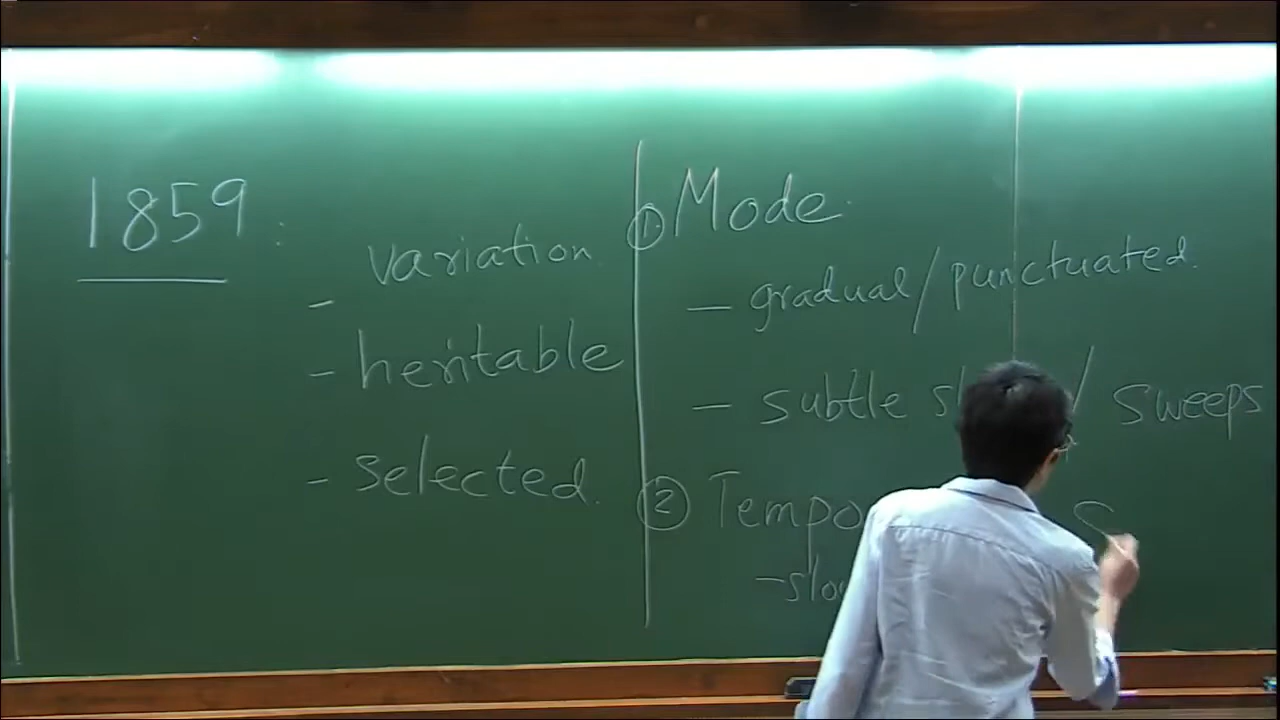 1859:
variation
-
- heritable
- selected.
① Mode.
- gradual/punctuated.
- subtle / sweeps
② Tempo
-